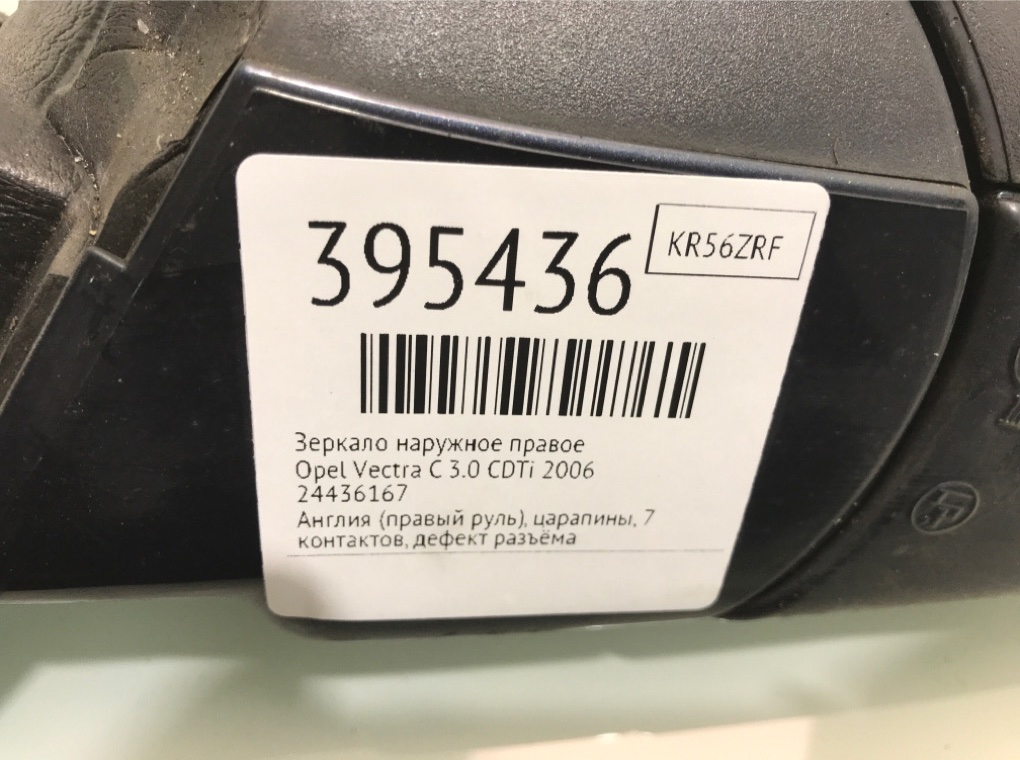 395436
KR56ZRF
Зеркало наружное правое
Opel Vectra C 3.0 CDTi 2006
24436167
Англия (правый руль), царапины, 7
контактов, дефект разъёма